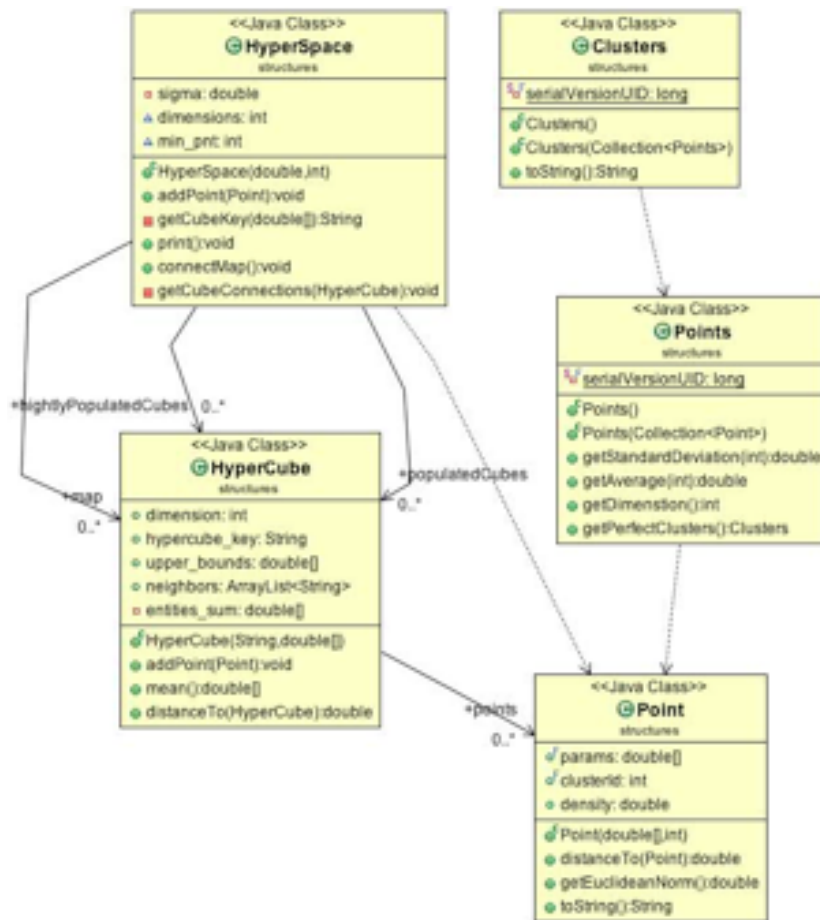 <<Java Class>>
HyperSpace
structures
sigma: double
dimensions: int
min_pnt: int
HyperSpace(double,int)
addPoint(Point):void
getCubeKey(double[]):String
print():void
connectMap():void
getCubeConnections(HyperCube):void
<<Java Class>>
Clusters
structures
serialVersionUID: long
Clusters()
Clusters(Collection<Points>)
toString():String
<<Java Class>>
Points
structures
serialVersionUID: long
Points()
Points(Collection<Point>)
getStandardDeviation(int):double
getAverage(int):double
getDimenstion():int
getPerfectClusters():Clusters
+hightlyPopulatedCubes
0..*
+populatedCubes
0..*
+map
0..*
<<Java Class>>
HyperCube
structures
dimension: int
hypercube_key: String
upper_bounds: double[]
neighbors: ArrayList<String>
entities_sum: double[]
HyperCube(String,double[])
addPoint(Point):void
mean():double[]
distanceTo(HyperCube):double
+points
0..*
<<Java Class>>
Point
structures
params: double[]
clusterId: int
density: double
Point(double[],int)
distanceTo(Point):double
getEuclideanNorm():double
toString():String